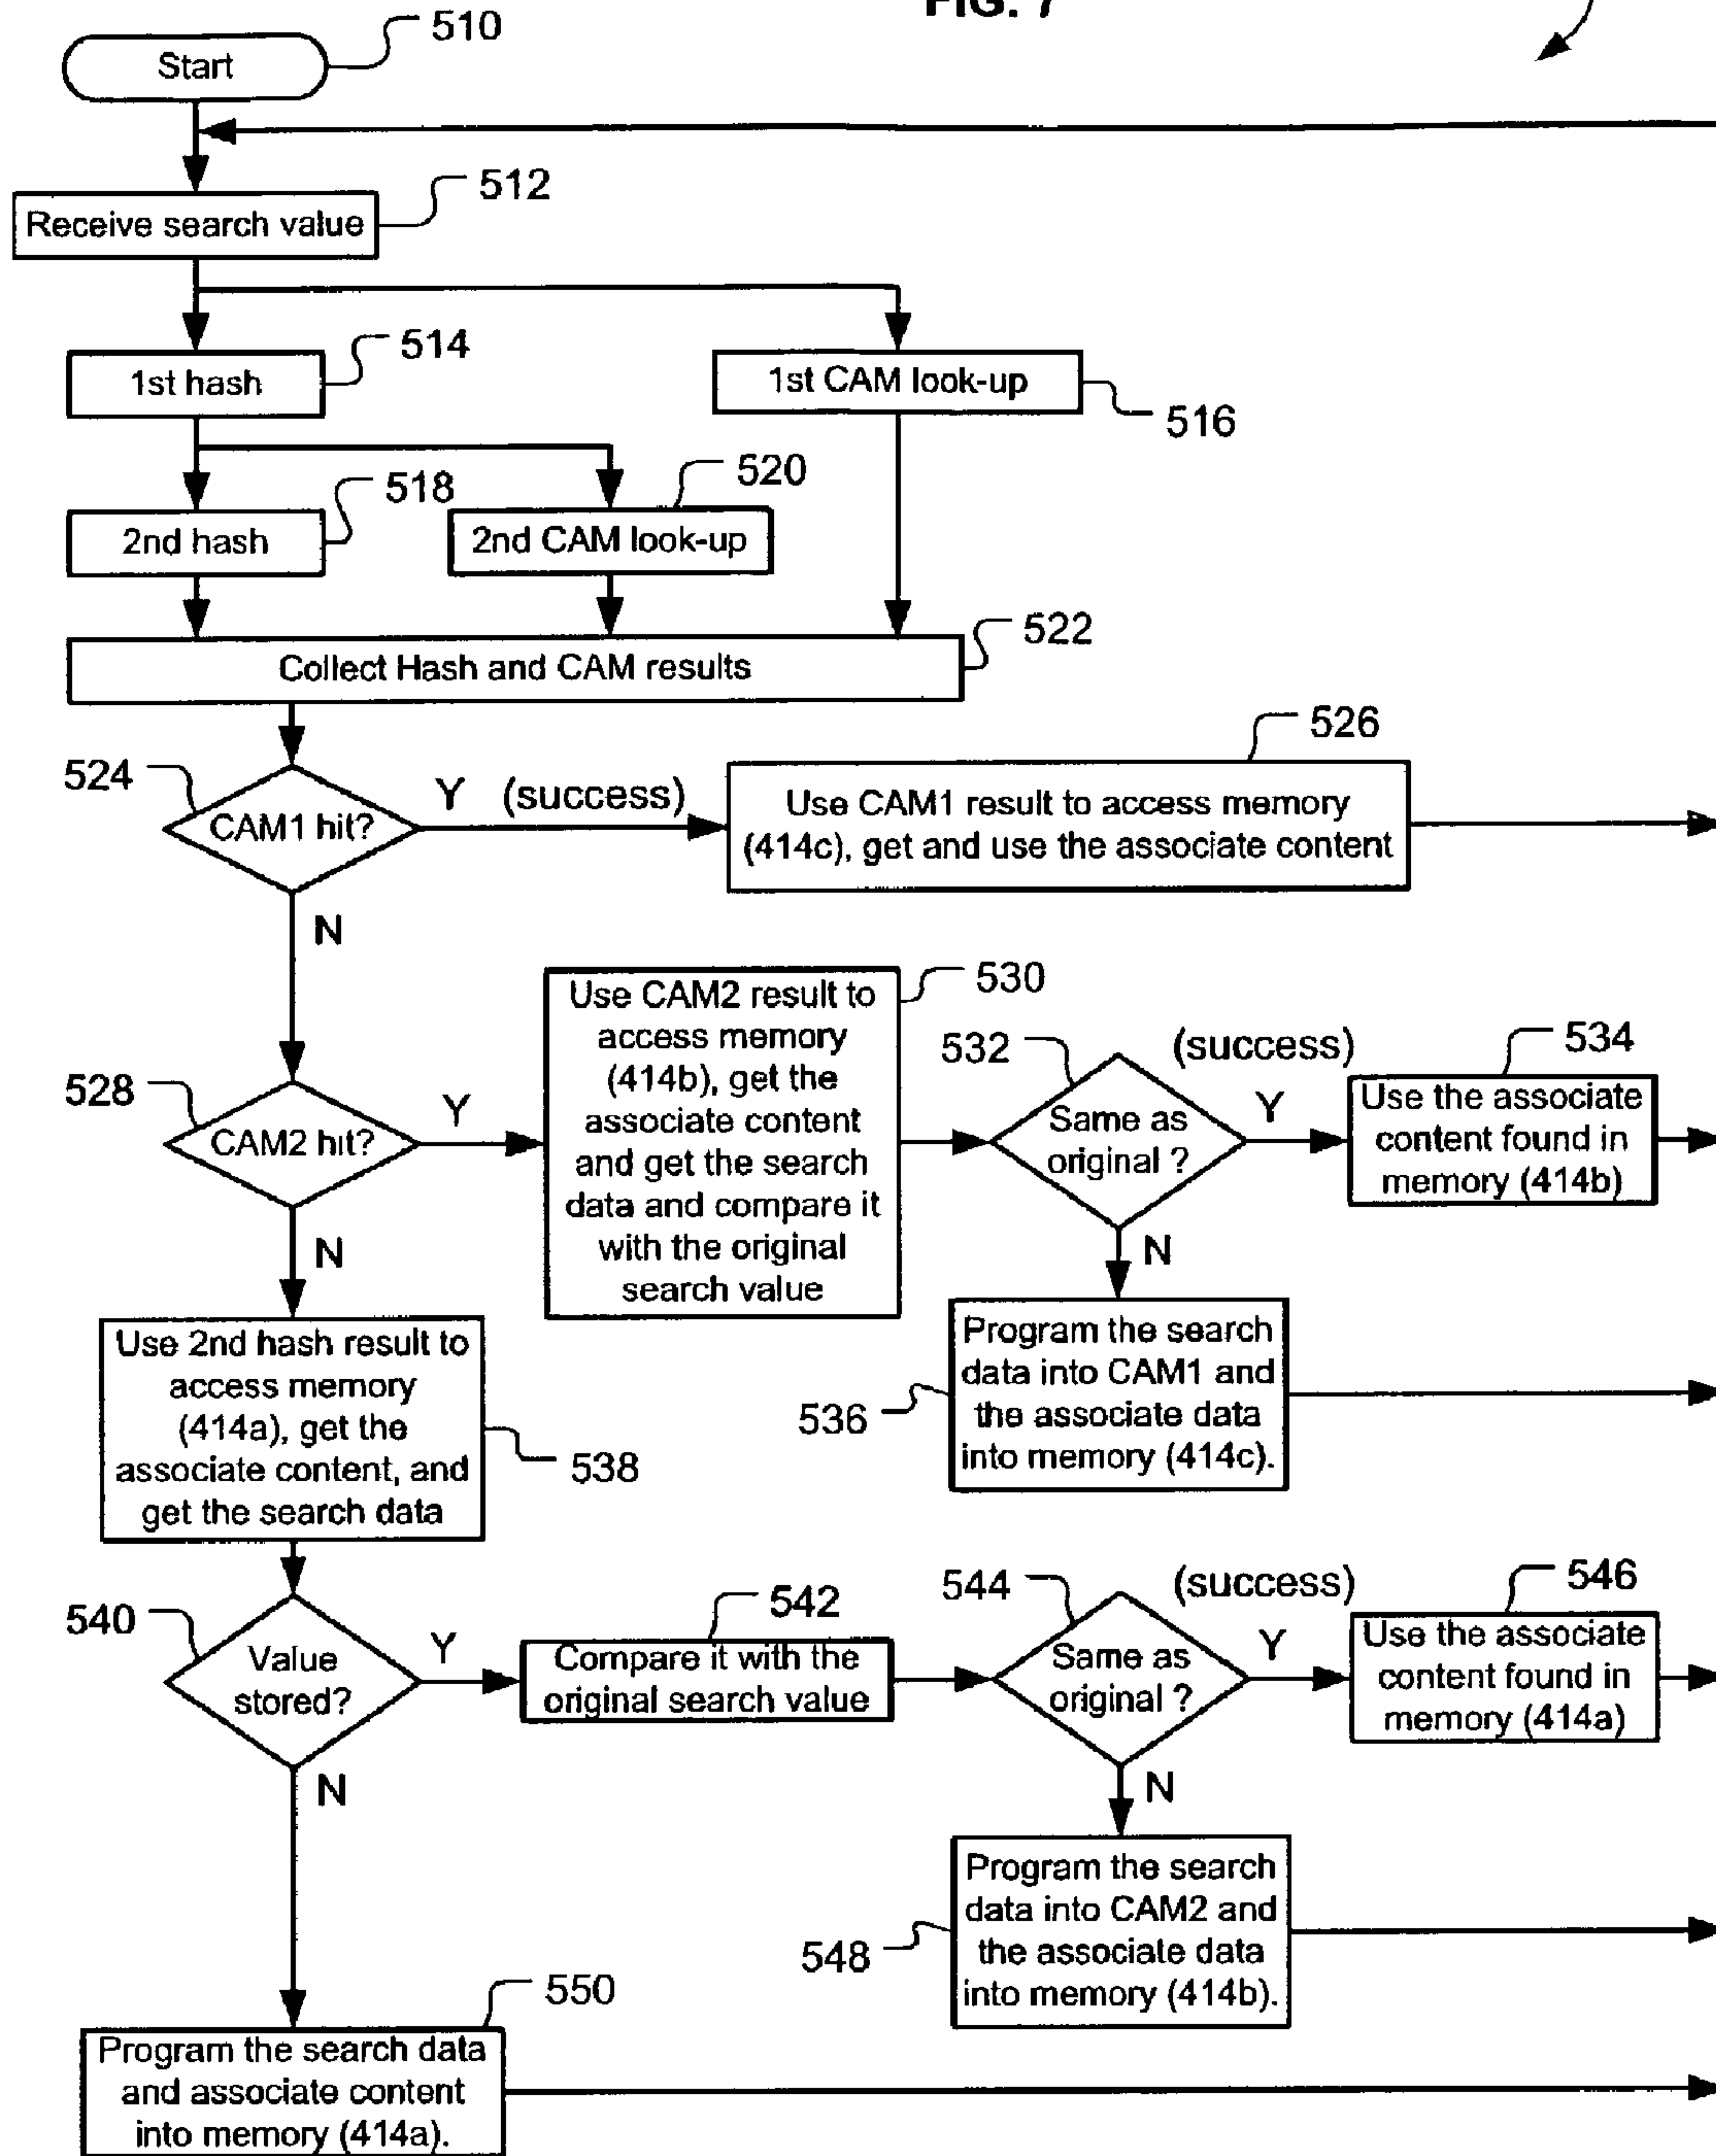 FIG. 7
510
Start
512
Receive search value
514
1st hash
1st CAM look-up
516
518
520
2nd hash
2nd CAM look-up
522
Collect Hash and CAM results
524
CAM1 hit?
Y (success)
526
Use CAM1 result to access memory
(414c), get and use the associate content
N
528
CAM2 hit?
Y
530
Use CAM2 result to
access memory
(414b), get the
associate content
and get the search
data and compare it
with the original
search value
532
Same as
original ?
(success)
Y
534
Use the associate
content found in
memory (414b)
N
536
Program the search
data into CAM1 and
the associate data
into memory (414c).
N
Use 2nd hash result to
access memory
(414a), get the
associate content, and
get the search data
538
540
Value
stored?
Y
542
Compare it with the
original search value
544
Same as
original ?
(success)
Y
546
Use the associate
content found in
memory (414a)
N
548
Program the search
data into CAM2 and
the associate data
into memory (414b).
N
550
Program the search data
and associate content
into memory (414a).